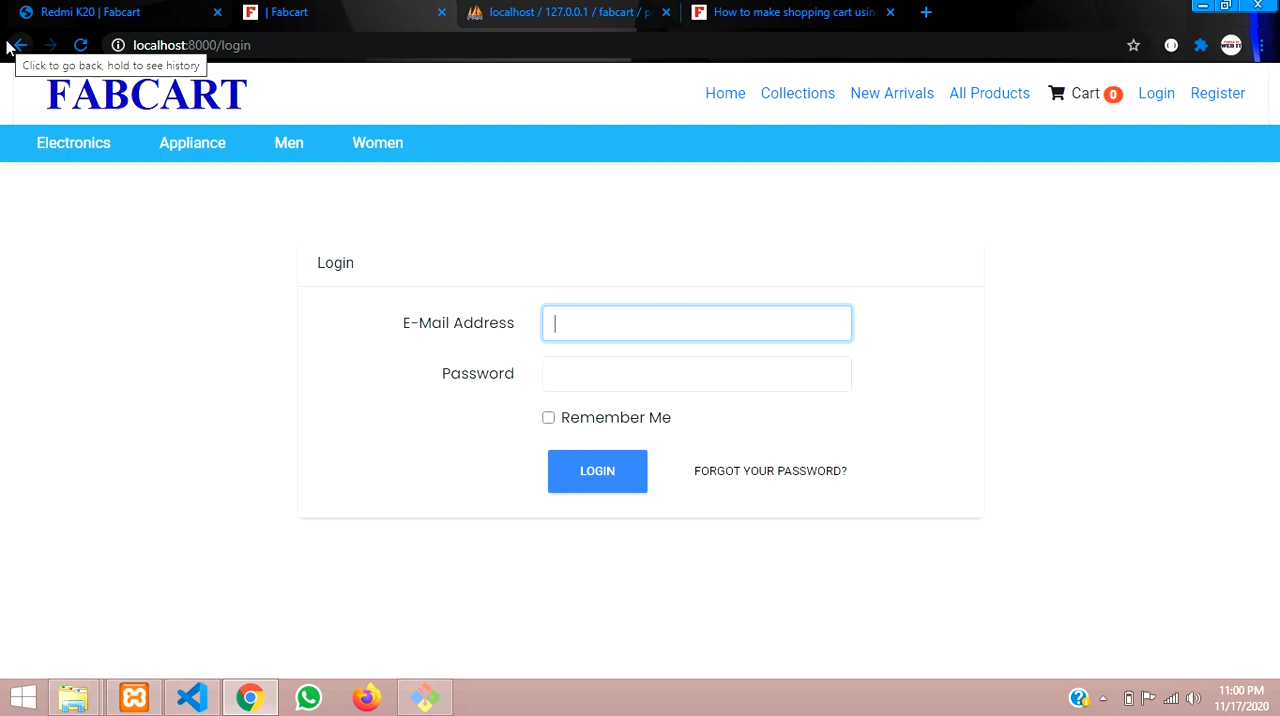 Redmi K20 | Fabcart
| Fabcart
localhost / 127.0.0.1 / fabcart / p
How to make shopping cart usin
localhost:8000/login
Click to go back, hold to see history
FABCART
Home
Collections
New Arrivals
All Products
Cart 0
Login
Register
Electronics
Appliance
Men
Women
Login
E-Mail Address
Password
Remember Me
LOGIN
FORGOT YOUR PASSWORD?
11:00 PM
11/17/2020